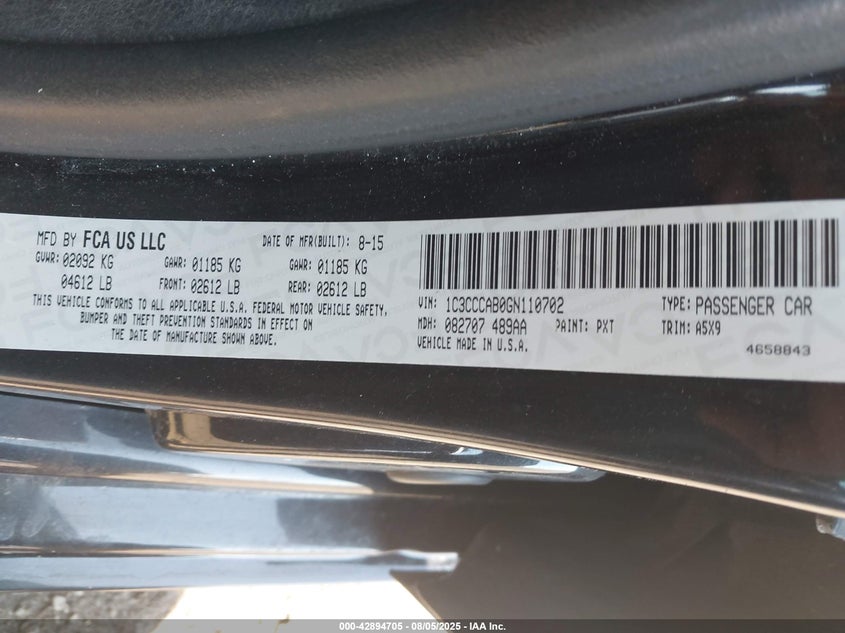 MFD BY FCA US LLC DATE OF MFR(BUILT): 8-15
GVWR: 02092 KG GAWR: 01185 KG GAWR: 01185 KG
04612 LB FRONT: 02612 LB REAR: 02612 LB
THIS VEHICLE CONFORMS TO ALL APPLICABLE U.S.A. FEDERAL MOTOR VEHICLE SAFETY,
BUMPER AND THEFT PREVENTION STANDARDS IN EFFECT ON
THE DATE OF MANUFACTURE SHOWN ABOVE.
VIN: 1C3CCCAB0GN110702 TYPE: PASSENGER CAR
MDH: 082707 489AA PAINT: PXT TRIM: A5X9
VEHICLE MADE IN U.S.A. 4658843
000-42894705 - 08/05/2025 - IAA Inc.